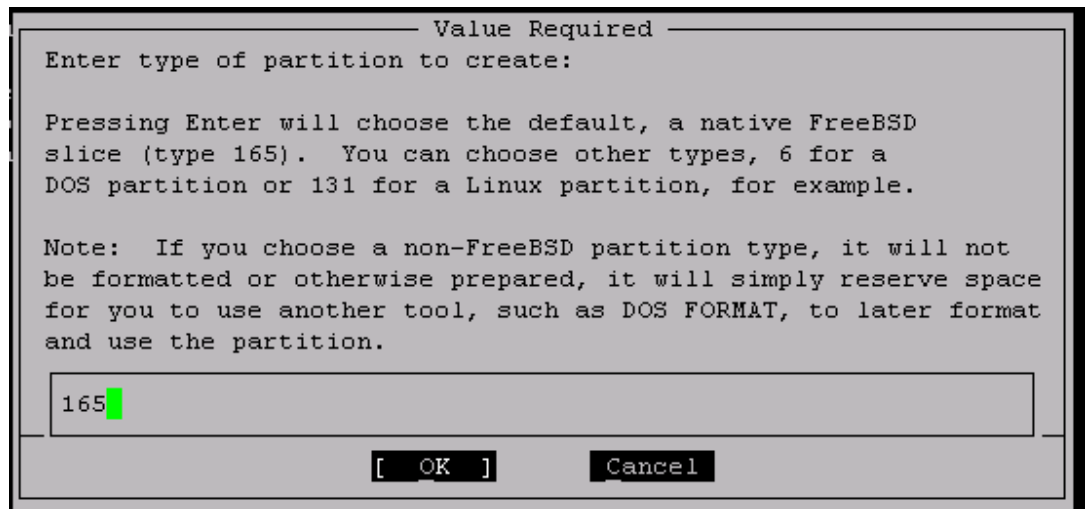 Value Required
Enter type of partition to create:
Pressing Enter will choose the default, a native FreeBSD
slice (type 165).  You can choose other types, 6 for a
DOS partition or 131 for a Linux partition, for example.
Note:  If you choose a non-FreeBSD partition type, it will not
be formatted or otherwise prepared, it will simply reserve space
for you to use another tool, such as DOS FORMAT, to later format
and use the partition.
165
[  OK  ]     Cancel